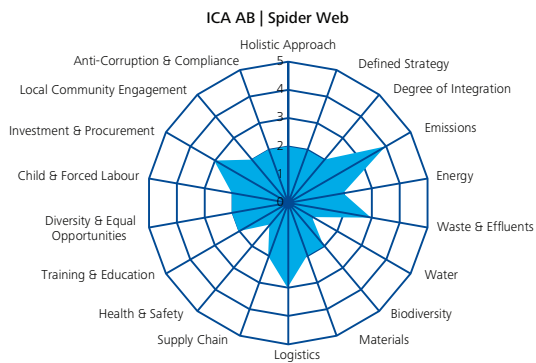 ICA AB | Spider Web
Holistic Approach
Defined Strategy
Degree of Integration
Emissions
Energy
Waste & Effluents
Water
Biodiversity
Materials
Logistics
Supply Chain
Health & Safety
Training & Education
Diversity & Equal
Opportunities
Child & Forced Labour
Investment & Procurement
Local Community Engagement
Anti-Corruption & Compliance
5
4
3
2
1
0